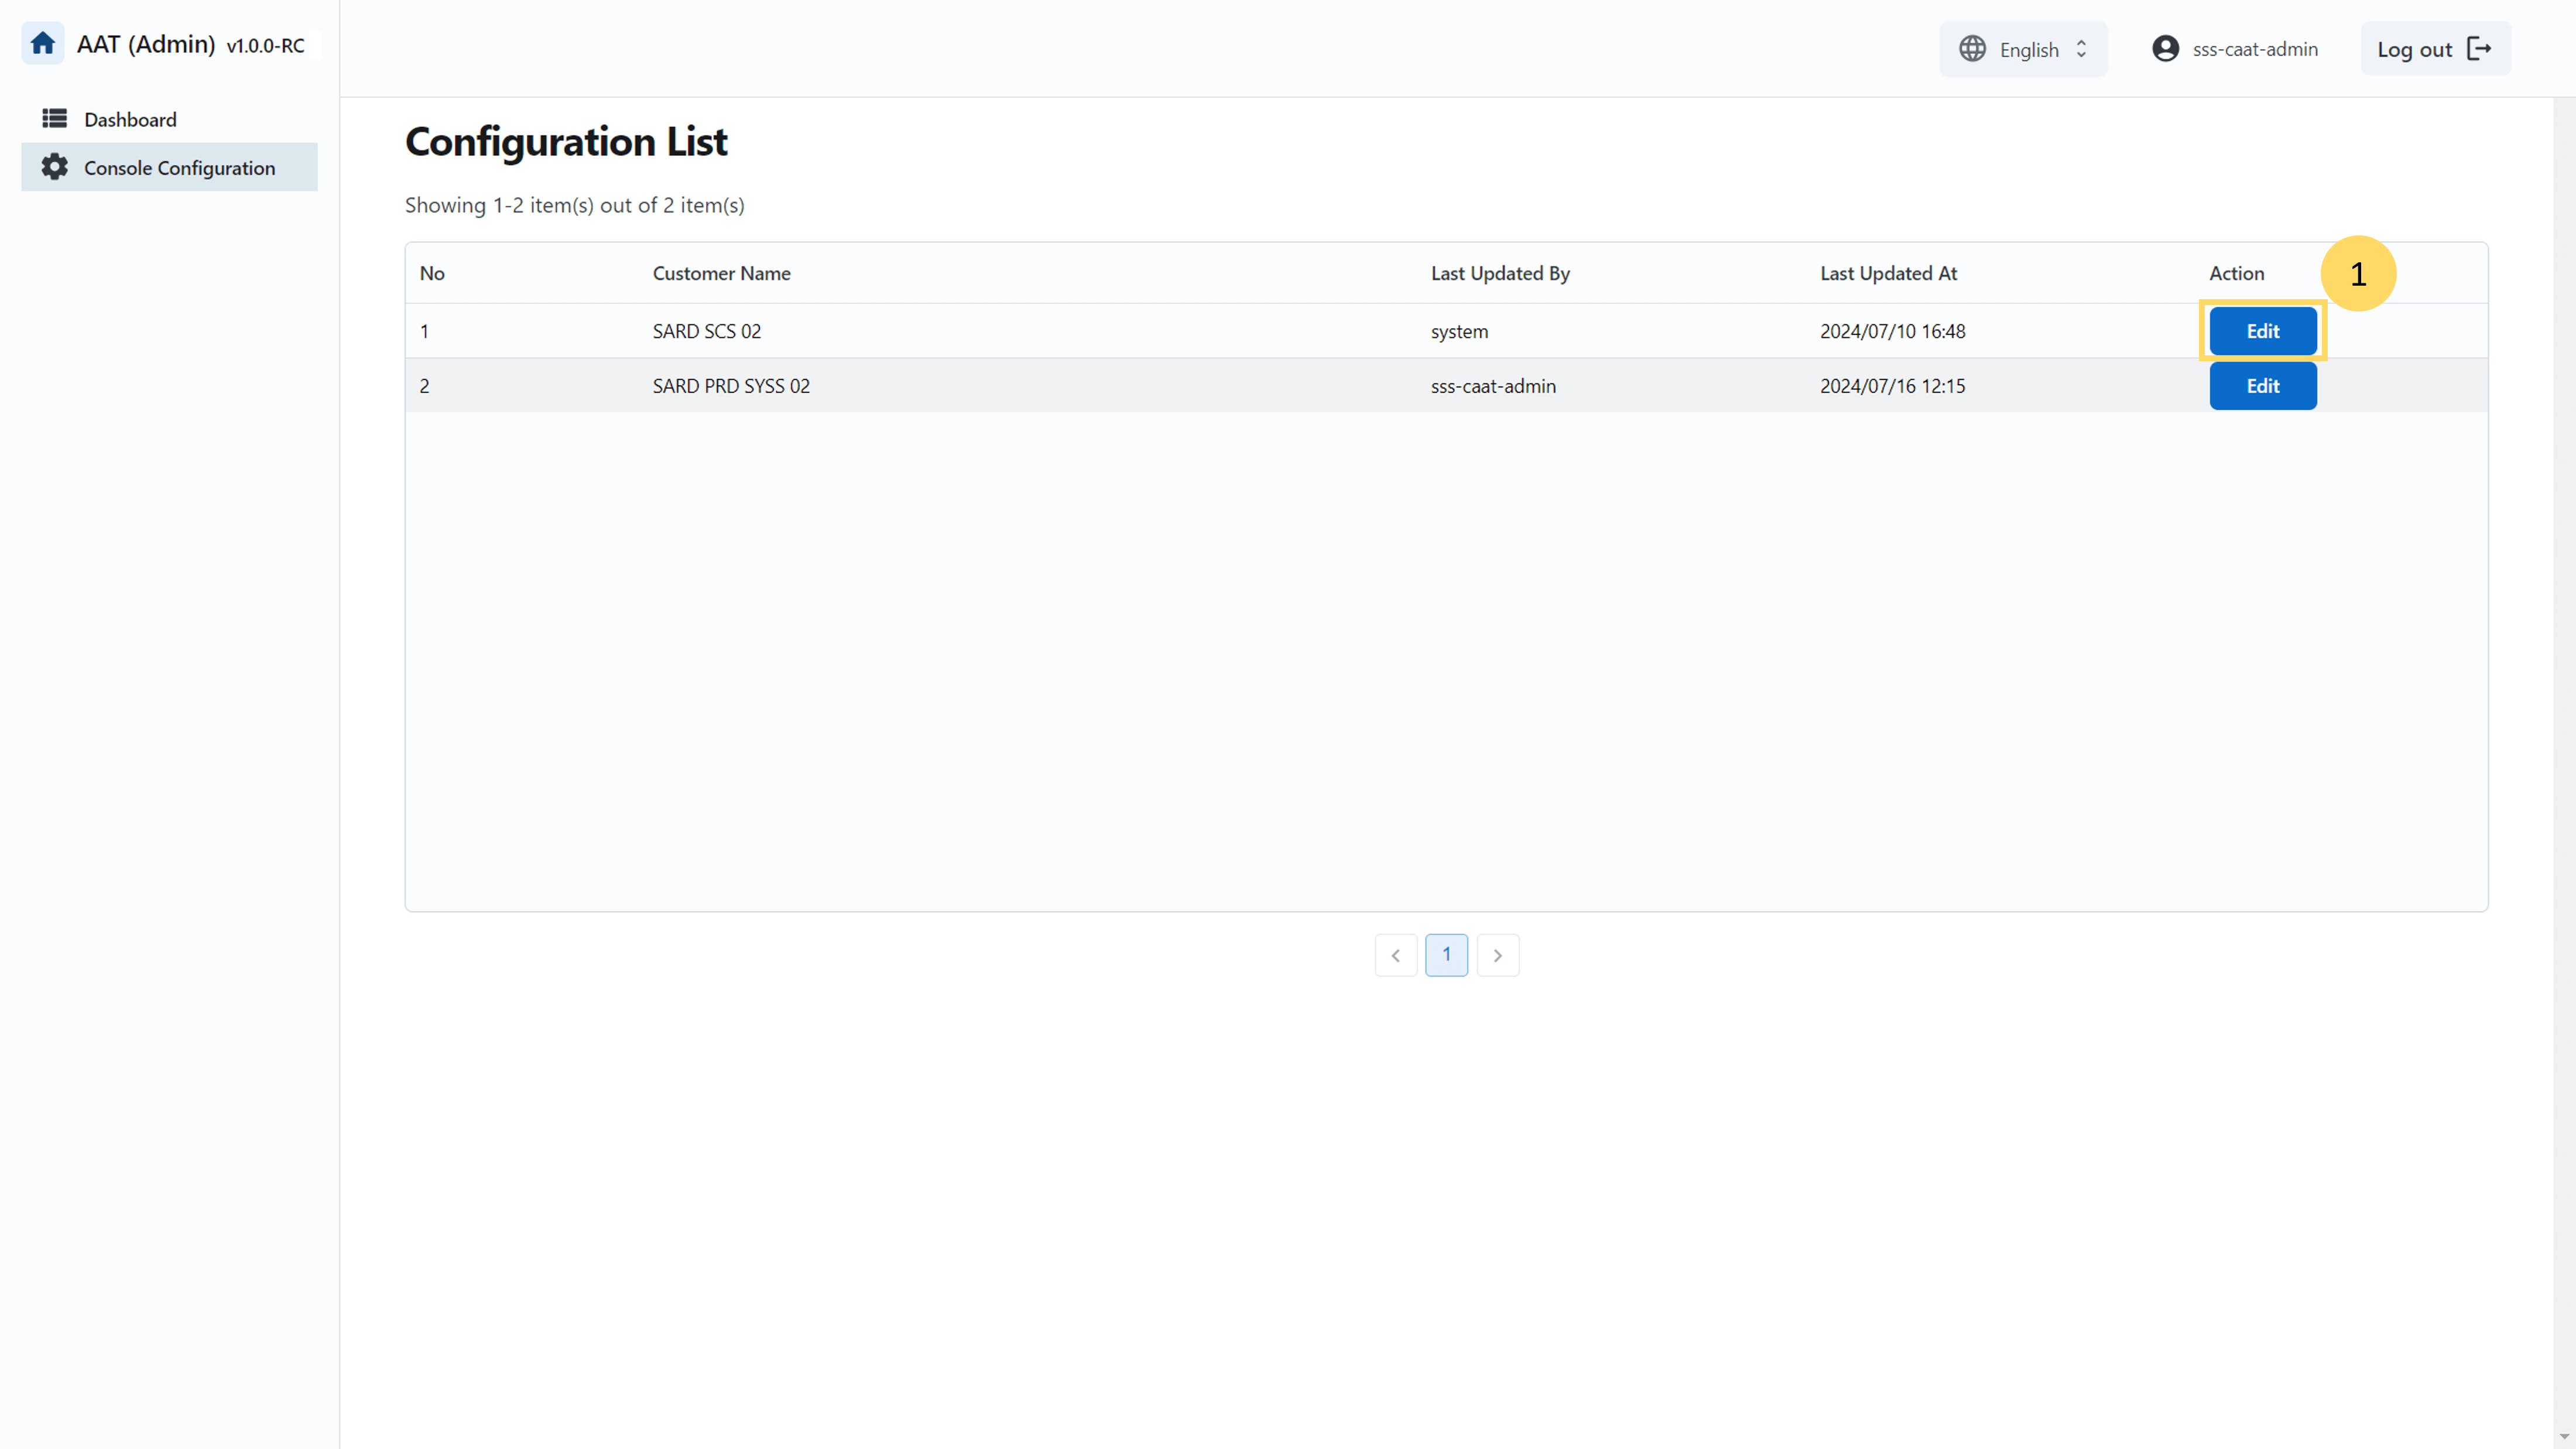 AAT (Admin) v1.0.0-RC
English
sss-caat-admin
Log out
Dashboard
Console Configuration
Configuration List
Showing 1-2 item(s) out of 2 item(s)
No Customer Name Last Updated By Last Updated At Action 1
1 SARD SCS 02 system 2024/07/10 16:48 Edit
2 SARD PRD SYSS 02 sss-caat-admin 2024/07/16 12:15 Edit
1